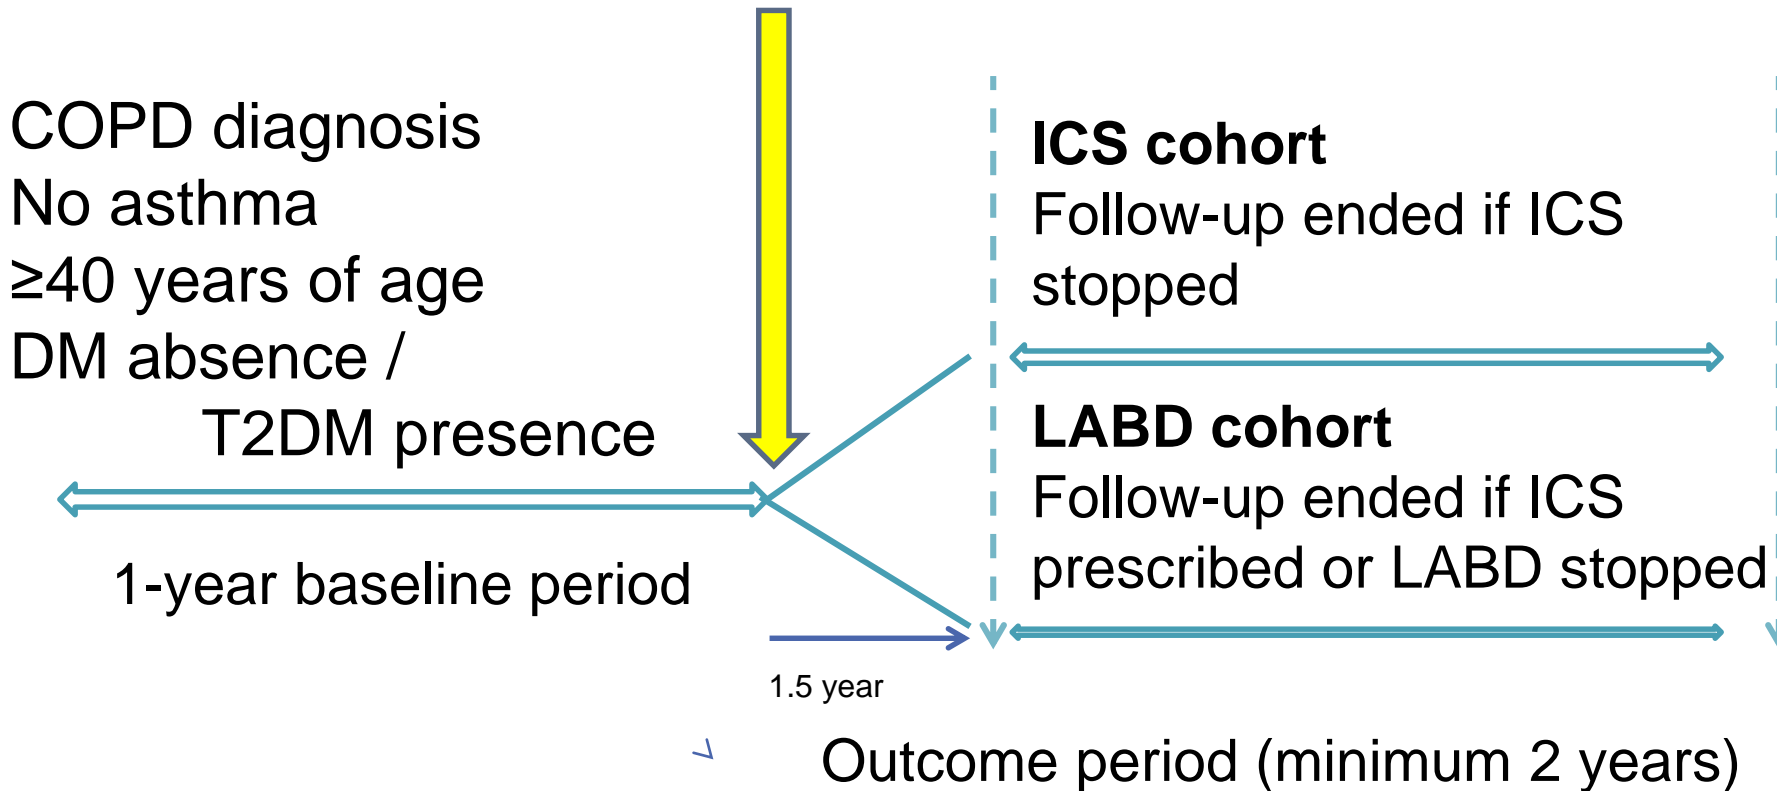 COPD diagnosis
No asthma
≥40 years of age
DM absence /
T2DM presence
1-year baseline period
ICS cohort
Follow-up ended if ICS
stopped
LABD cohort
Follow-up ended if ICS
prescribed or LABD stopped
1.5 year
Outcome period (minimum 2 years)